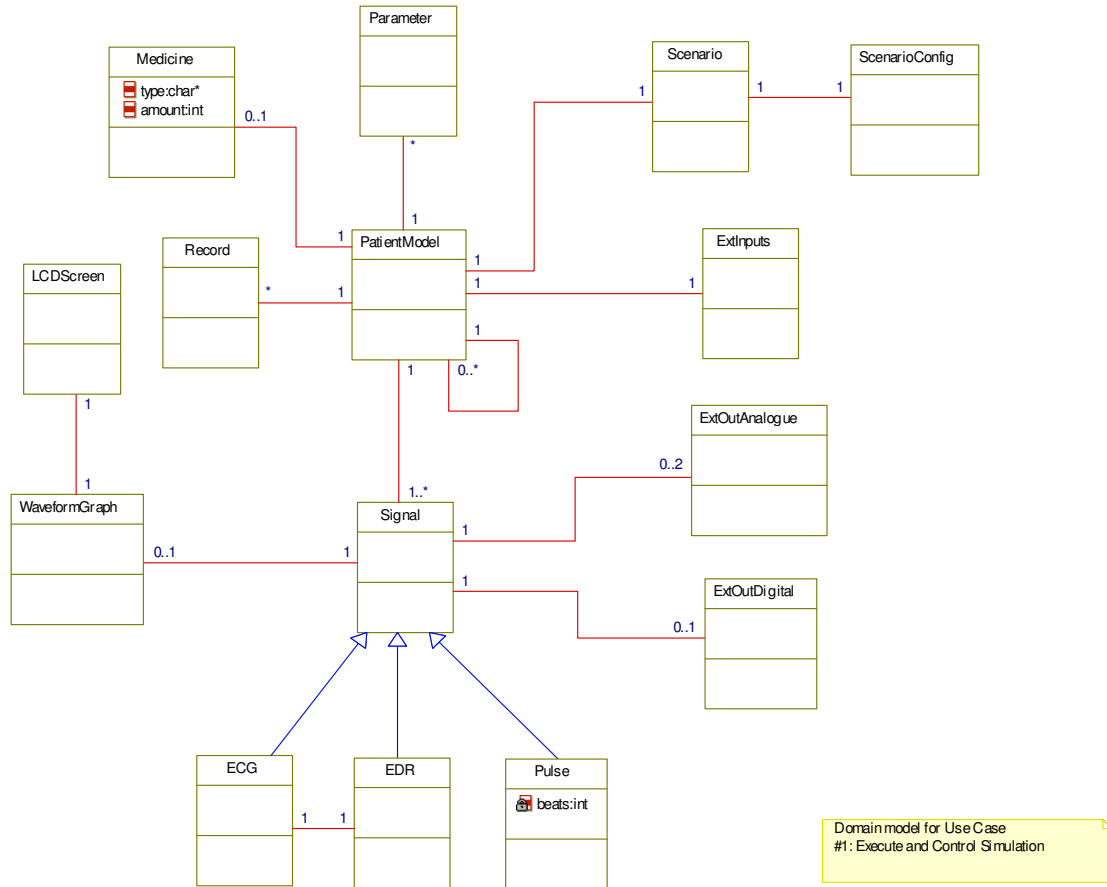 Parameter
Medicine
type:char*
amount:int
0..1
*
1
1
Scenario
1
1
1
ScenarioConfig
Record
*
1
PatientModel
1
1
1
0..*
1
1
ExtInputs
LCDScreen
1
1
WaveformGraph
0..1
1
1..*
Signal
1
1
0..2
ExtOutAnalogue
0..1
ExtOutDigital
ECG
1
1
EDR
Pulse
beats:int
Domain model for Use Case
#1: Execute and Control Simulation